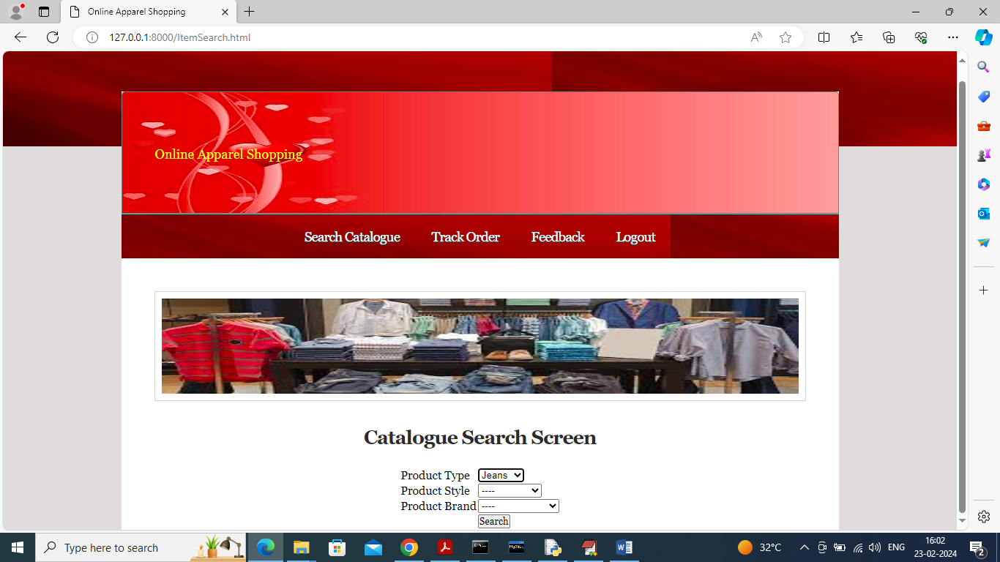 Online Apparel Shopping
127.0.0.1:8000/ItemSearch.html
Online Apparel Shopping
Search Catalogue Track Order Feedback Logout
Catalogue Search Screen
Product Type Jeans
Product Style ----
Product Brand ----
Search
Type here to search
32°C
ENG
16:02
23-02-2024
2